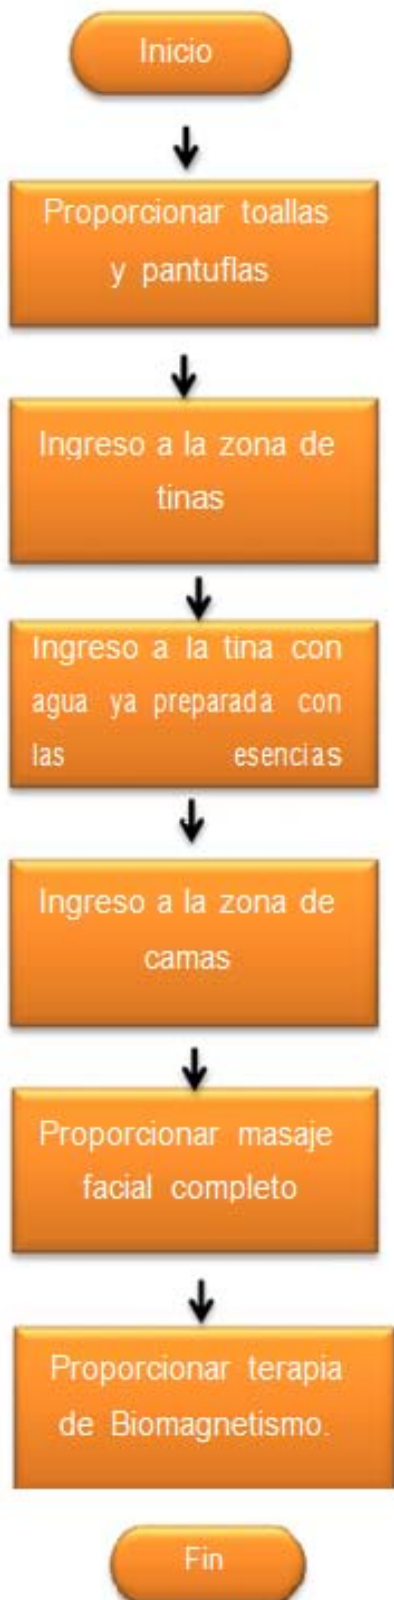 Inicio
Proporcionar toallas
y pantuflas
Ingreso a la zona de
tinas
Ingreso a la tina con
agua ya preparada con
las esencias
Ingreso a la zona de
camas
Proporcionar masaje
facial completo
Proporcionar terapia
de Biomagnetismo.
Fin